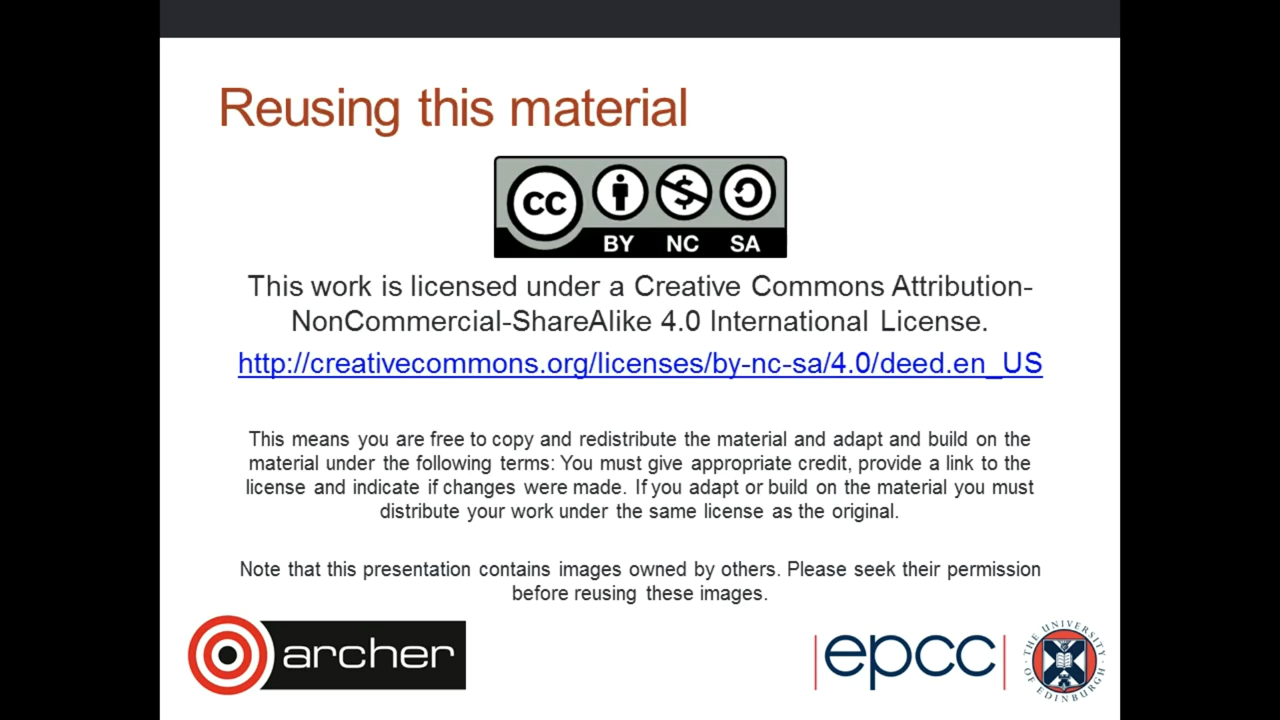 Reusing this material
CC
BY NC SA
This work is licensed under a Creative Commons Attribution-
NonCommercial-ShareAlike 4.0 International License.
http://creativecommons.org/licenses/by-nc-sa/4.0/deed.en_US
This means you are free to copy and redistribute the material and adapt and build on the
material under the following terms: You must give appropriate credit, provide a link to the
license and indicate if changes were made. If you adapt or build on the material you must
distribute your work under the same license as the original.
Note that this presentation contains images owned by others. Please seek their permission
before reusing these images.
archer
epcc
THE UNIVERSITY OF EDINBURGH